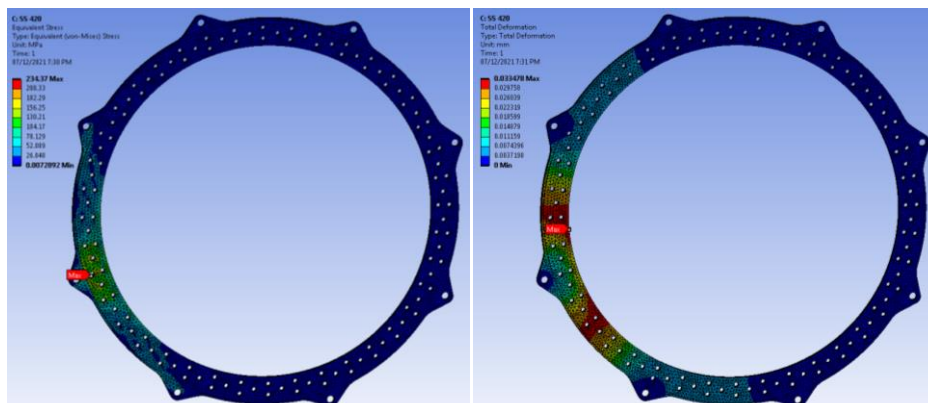 C: SS 420
Equivalent Stress
Type: Equivalent (von-Mises) Stress
Unit: MPa
Time: 1
07/12/2021 7:30 PM
234.37 Max
208.33
182.29
156.25
130.21
104.17
78.129
52.089
26.048
0.0072892 Min
Max
C: SS 420
Total Deformation
Type: Total Deformation
Unit: mm
Time: 1
07/12/2021 7:31 PM
0.033478 Max
0.029758
0.026039
0.022319
0.018599
0.014879
0.011159
0.0074396
0.0037198
0 Min
Max